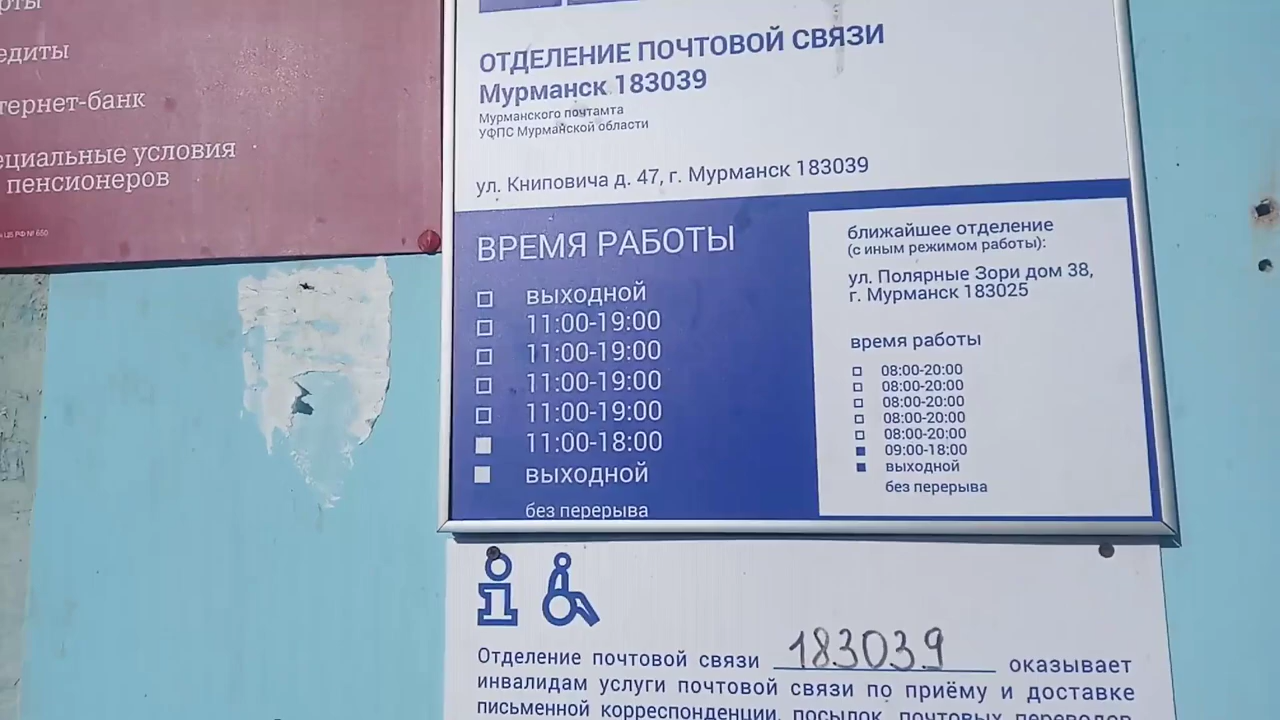 рты
едиты
тернет-банк
ециальные условия
пенсионеров
ОТДЕЛЕНИЕ ПОЧТОВОЙ СВЯЗИ
Мурманск 183039
Мурманского почтамта
УФПС Мурманской области
ул. Книповича д. 47, г. Мурманск 183039
ВРЕМЯ РАБОТЫ
выходной
11:00-19:00
11:00-19:00
11:00-19:00
11:00-19:00
11:00-18:00
выходной
без перерыва
ближайшее отделение
(с иным режимом работы):
ул. Полярные Зори дом 38,
г. Мурманск 183025
время работы
08:00-20:00
08:00-20:00
08:00-20:00
08:00-20:00
08:00-20:00
09:00-18:00
выходной
без перерыва
Отделение почтовой связи 183039 оказывает
инвалидам услуги почтовой связи по приёму и доставке
письменной корреспонденции, посылок, почтовых переводов